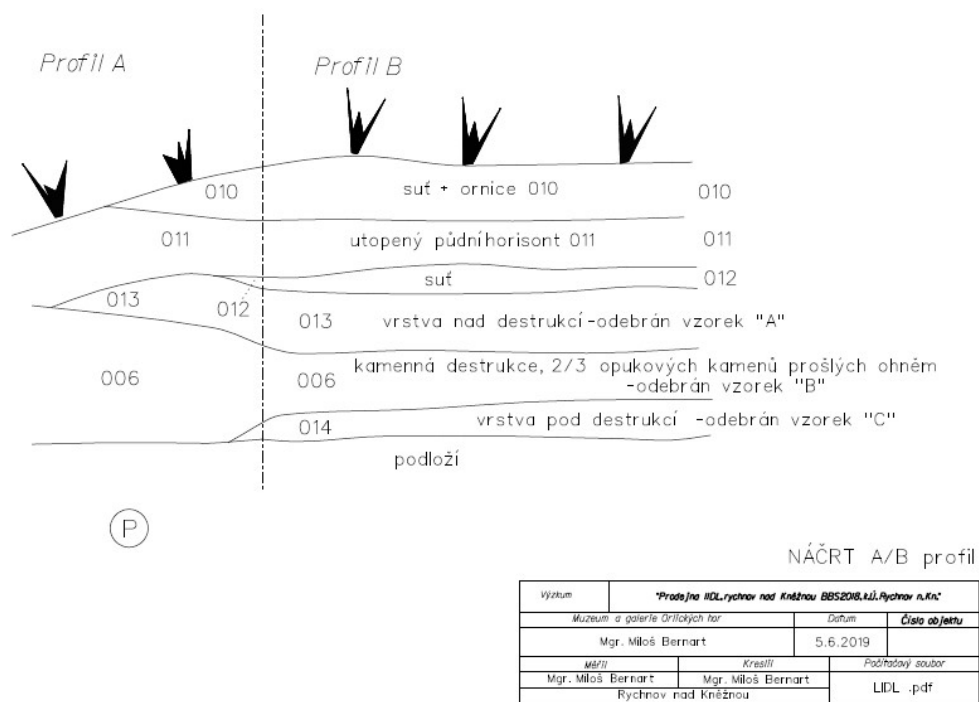 Profil A
Profil B
010
suť + ornice 010
010
011
utopený půdníhorisont 011
011
suť
012
013
012
013
vrstva nad destrukcí -odebrán vzorek "A"
kamenná destrukce, 2/3 opukových kamenů prošlých ohněm
006
006
-odebrán vzorek "B"
014
vrstva pod destrukcí -odebrán vzorek "C"
podloží
P
NÁČRT A/B profil
Výzkum
"Prodejna lIDL,rychnov nad Kněžnou BBS2018,k.Ú.Rychnov n.Kn."
Muzeum a galerie Orlických hor
Datum
Číslo objektu
Mgr. Miloš Bernart
5.6.2019
Měřil
Kreslil
Počítačový soubor
Mgr. Miloš Bernart
Mgr. Miloš Bernart
LIDL .pdf
Rychnov nad Kněžnou